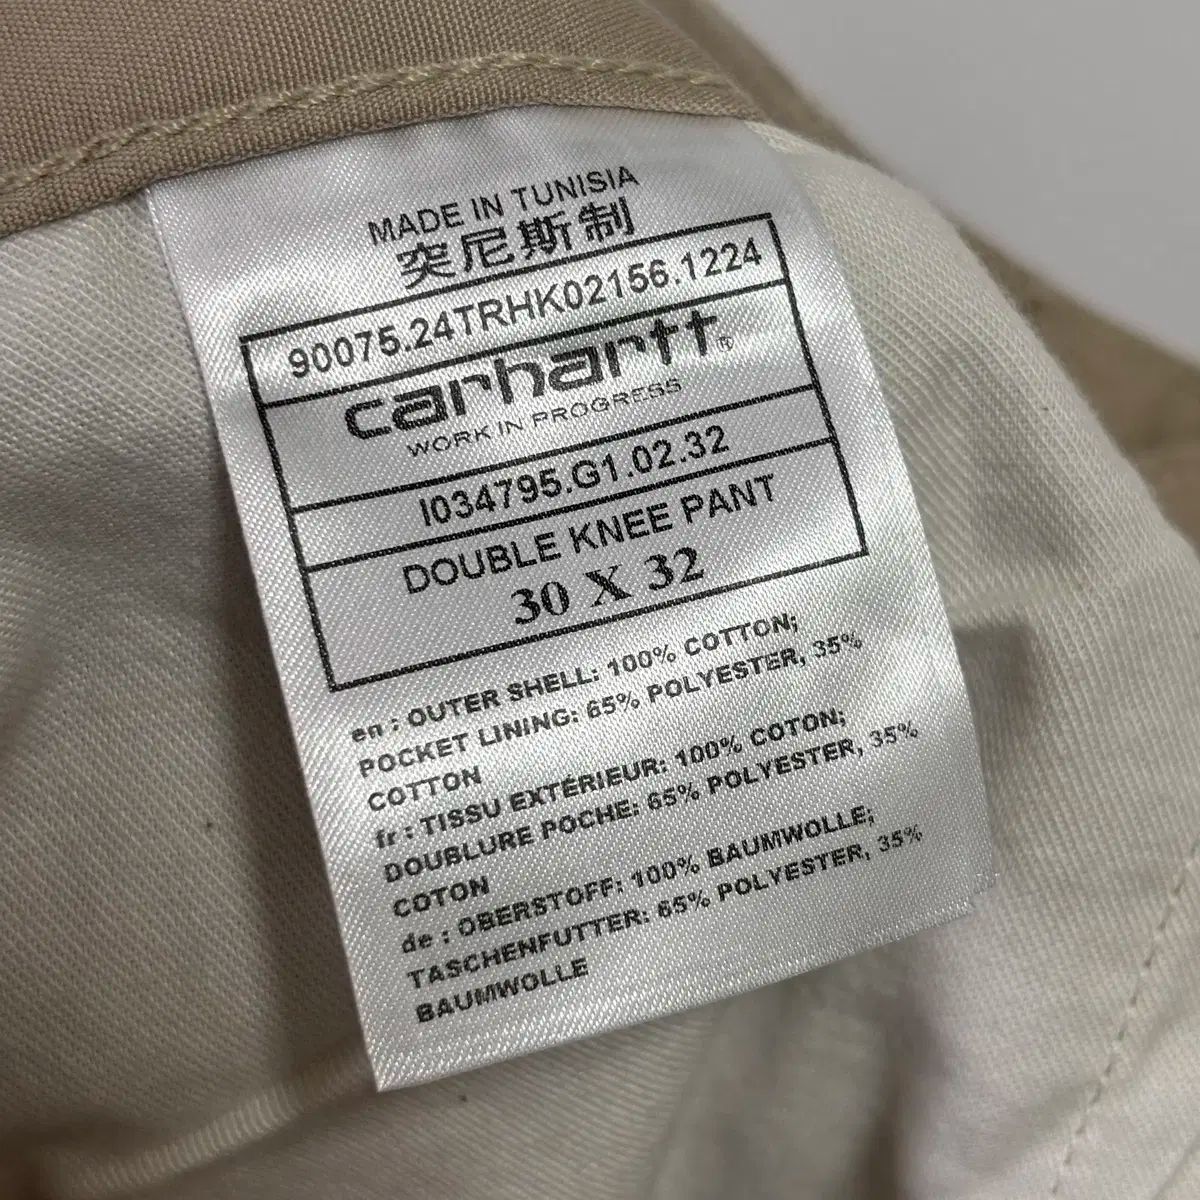 MADE IN TUNISIA
突尼斯制
90075.24TRHK02156.1224
carhartt®
WORK IN PROGRESS
I034795.G1.02.32
DOUBLE KNEE PANT
30 X 32
en : OUTER SHELL: 100% COTTON;
POCKET LINING: 65% POLYESTER, 35%
COTTON
fr : TISSU EXTÉRIEUR: 100% COTON;
DOUBLURE POCHE: 65% POLYESTER, 35%
COTON
de : OBERSTOFF: 100% BAUMWOLLE;
TASCHENFUTTER: 65% POLYESTER, 35%
BAUMWOLLE